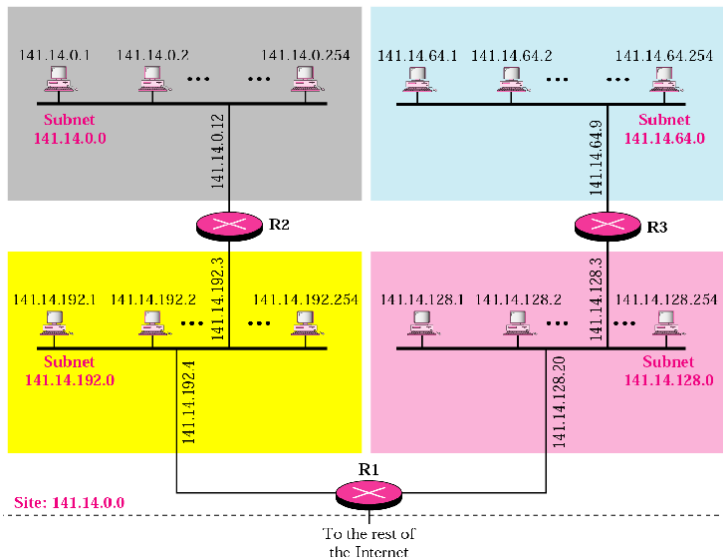 141.14.0.1
141.14.0.2
141.14.0.254
Subnet
141.14.0.0
141.14.0.12
R2
141.14.64.1
141.14.64.2
141.14.64.254
Subnet
141.14.64.0
141.14.64.9
R3
141.14.192.1
141.14.192.2
141.14.192.3
141.14.192.254
Subnet
141.14.192.0
141.14.192.4
141.14.128.1
141.14.128.2
141.14.128.3
141.14.128.254
Subnet
141.14.128.0
141.14.128.20
R1
Site: 141.14.0.0
To the rest of
the Internet